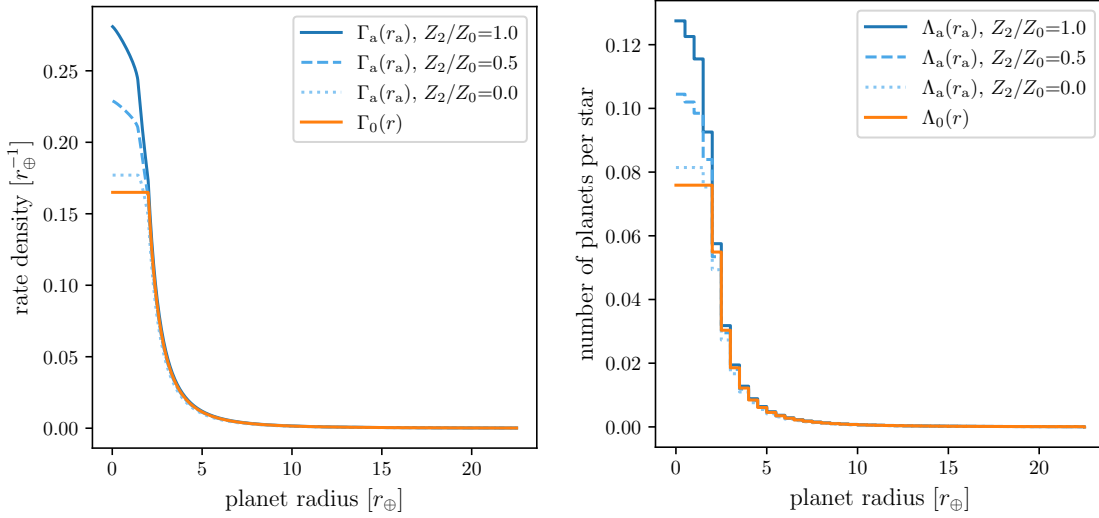 rate density [r⊕⁻¹]
0.25
0.20
0.15
0.10
0.05
0.00
0
5
10
15
20
planet radius [r⊕]
Γa(ra), Z2/Z0=1.0
Γa(ra), Z2/Z0=0.5
Γa(ra), Z2/Z0=0.0
Γ0(r)
number of planets per star
0.12
0.10
0.08
0.06
0.04
0.02
0.00
0
5
10
15
20
planet radius [r⊕]
Λa(ra), Z2/Z0=1.0
Λa(ra), Z2/Z0=0.5
Λa(ra), Z2/Z0=0.0
Λ0(r)